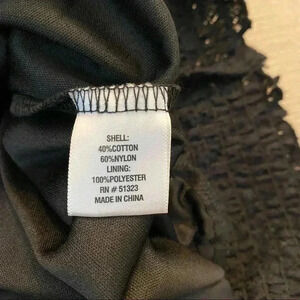 SHELL:
40%COTTON
60%NYLON
LINING:
100%POLYESTER
RN # 51323
MADE IN CHINA